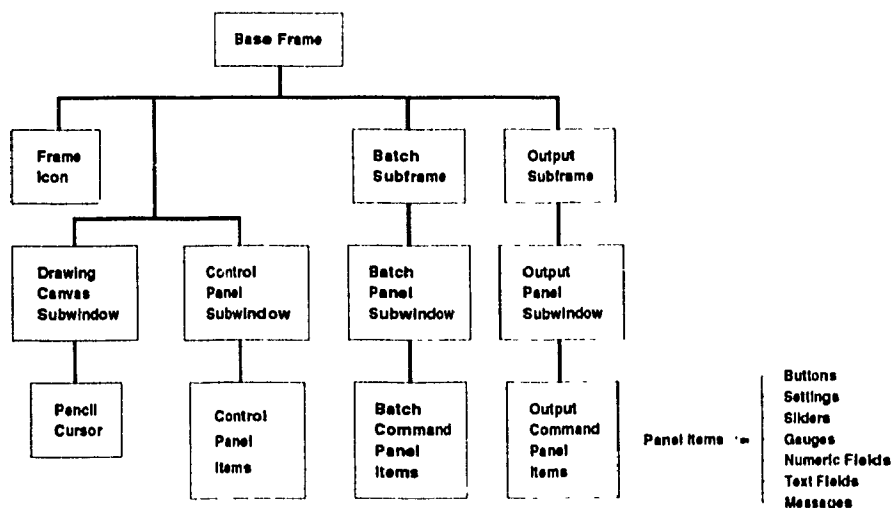 Base Frame
Frame
Icon
Batch
Subframe
Output
Subframe
Drawing
Canvas
Subwindow
Control
Panel
Subwindow
Batch
Panel
Subwindow
Output
Panel
Subwindow
Pencil
Cursor
Control
Panel
Items
Batch
Command
Panel
Items
Output
Command
Panel
Items
Panel Items :=
Buttons
Settings
Sliders
Gauges
Numeric Fields
Text Fields
Messages